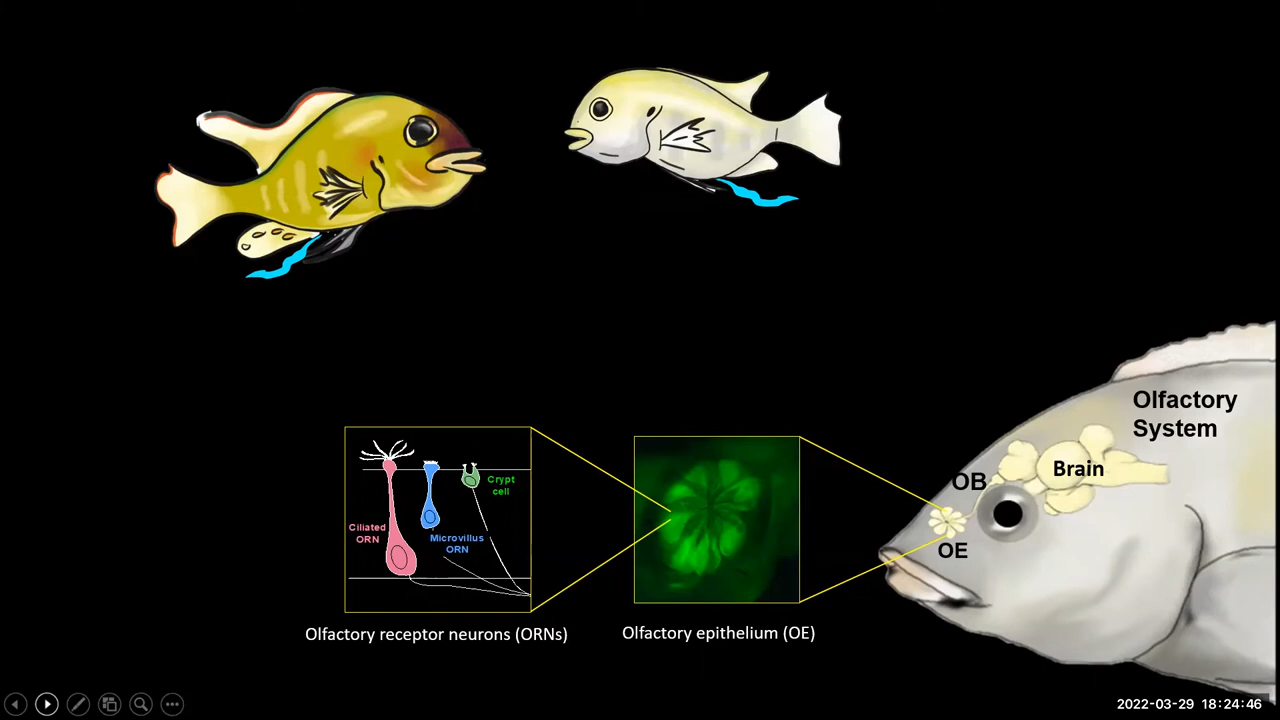 Olfactory
System
Brain
OB
OE
Crypt
cell
Ciliated
ORN
Microvillus
ORN
Olfactory receptor neurons (ORNs)
Olfactory epithelium (OE)
2022-03-29 18:24:46